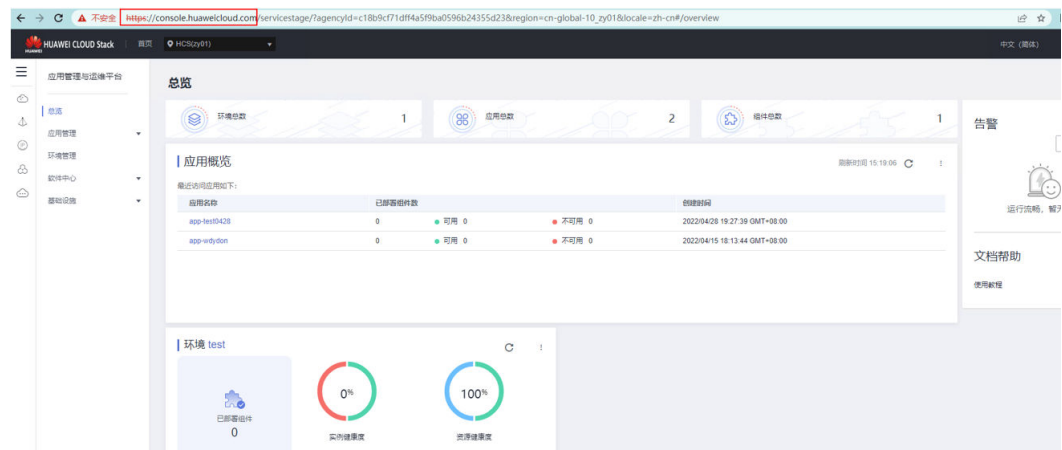 不安全 https://console.huaweicloud.com/servicestage/?agencyId=c18b9cf71dff4a5f9ba0596b24355d23&region=cn-global-10_zy01&locale=zh-cn#/overview
HUAWEI HUAWEI CLOUD Stack 首页 HCS(zy01) 中文 (简体)
应用管理与运维平台
总览
应用管理
环境管理
软件中心
基础设施
总览
环境总数 1
应用总数 2
组件总数 1
应用概览 刷新时间 15:19:06
最近访问应用如下:
应用名称 已部署组件数 创建时间
app-test0428 0 可用 0 不可用 0 2022/04/28 19:27:39 GMT+08:00
app-wdydon 0 可用 0 不可用 0 2022/04/15 18:13:44 GMT+08:00
环境 test
已部署组件
0
0%
实例健康度
100%
资源健康度
告警
运行流畅，暂
文档帮助
使用教程